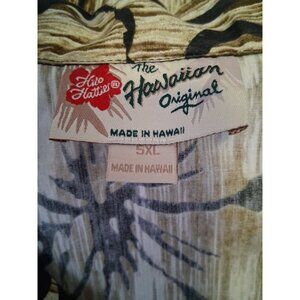 Hilo
Hattie®
The
Hawaiian
Original
MADE IN HAWAII
5XL
MADE IN HAWAII